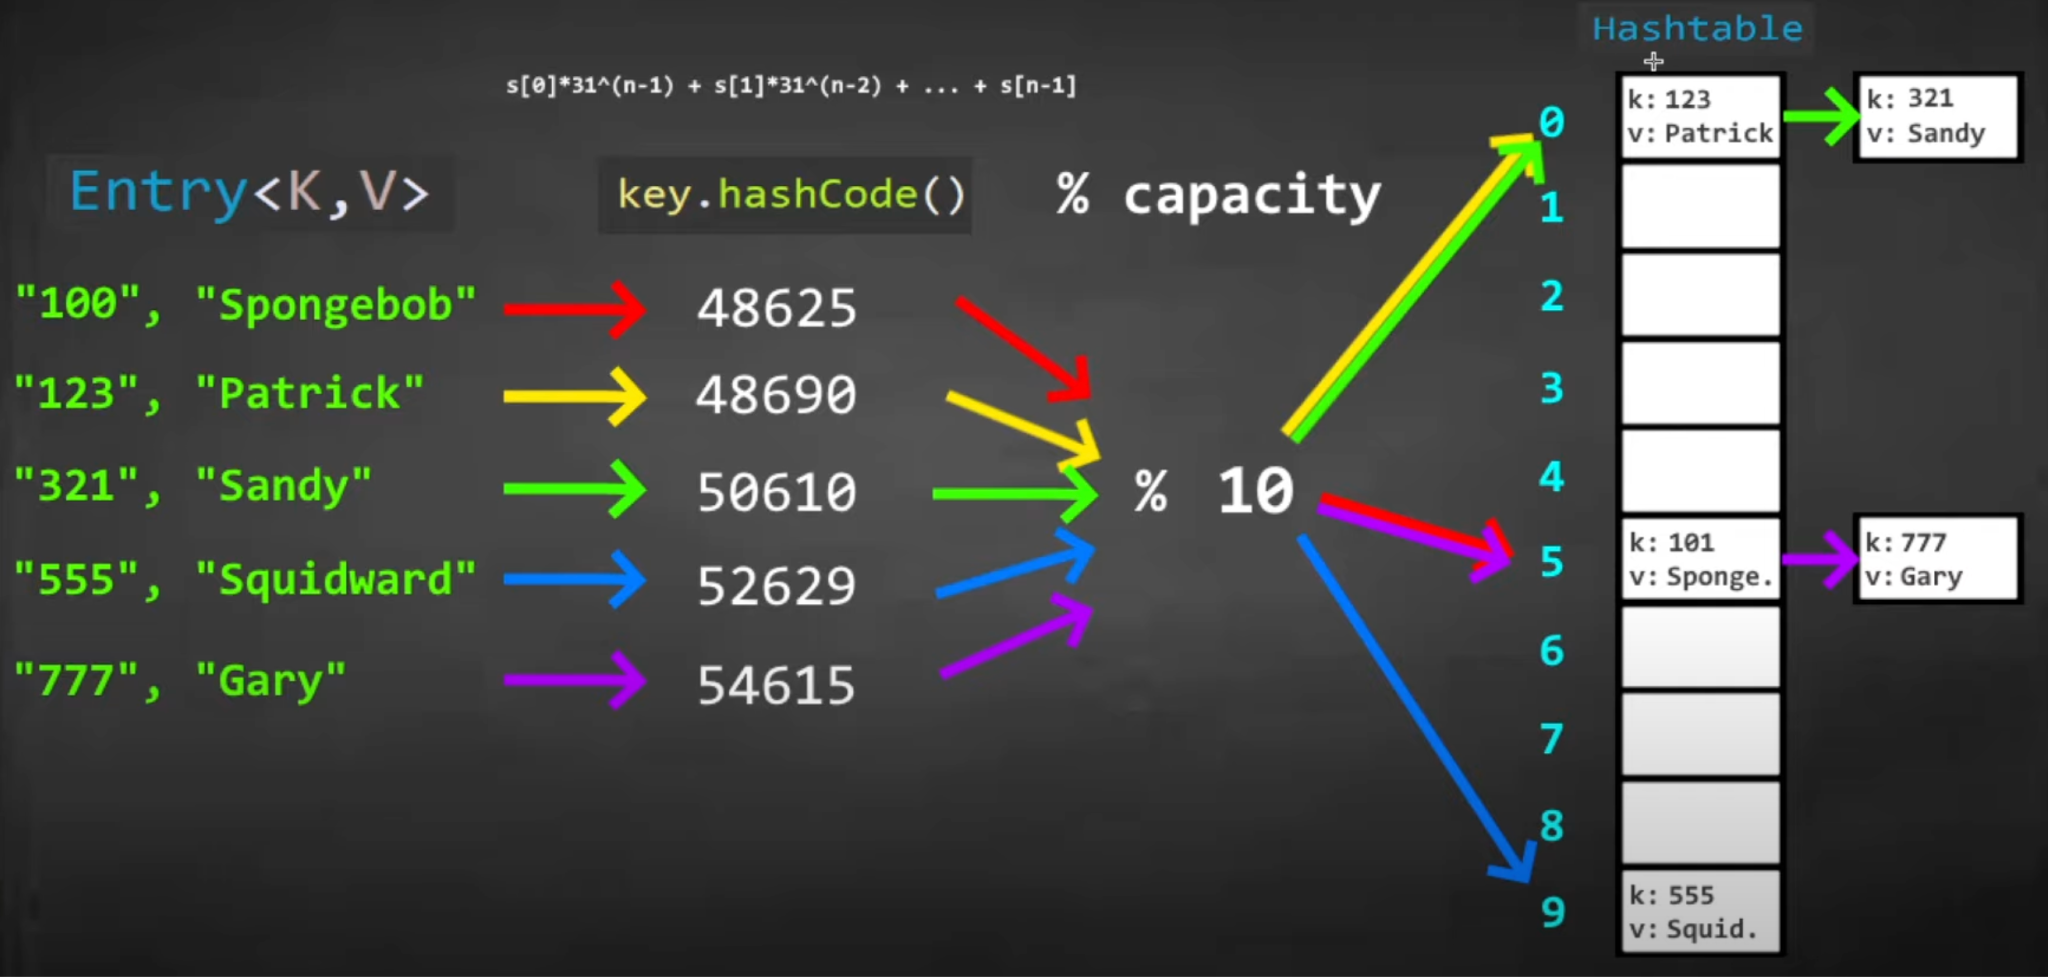 Hashtable
s[0]*31^(n-1) + s[1]*31^(n-2) + ... + s[n-1]
Entry<K,V>
key.hashCode()
% capacity
"100", "Spongebob"
48625
"123", "Patrick"
48690
"321", "Sandy"
50610
"555", "Squidward"
52629
"777", "Gary"
54615
% 10
0
k: 123
v: Patrick
k: 321
v: Sandy
1
2
3
4
5
k: 101
v: Sponge.
k: 777
v: Gary
6
7
8
9
k: 555
v: Squid.